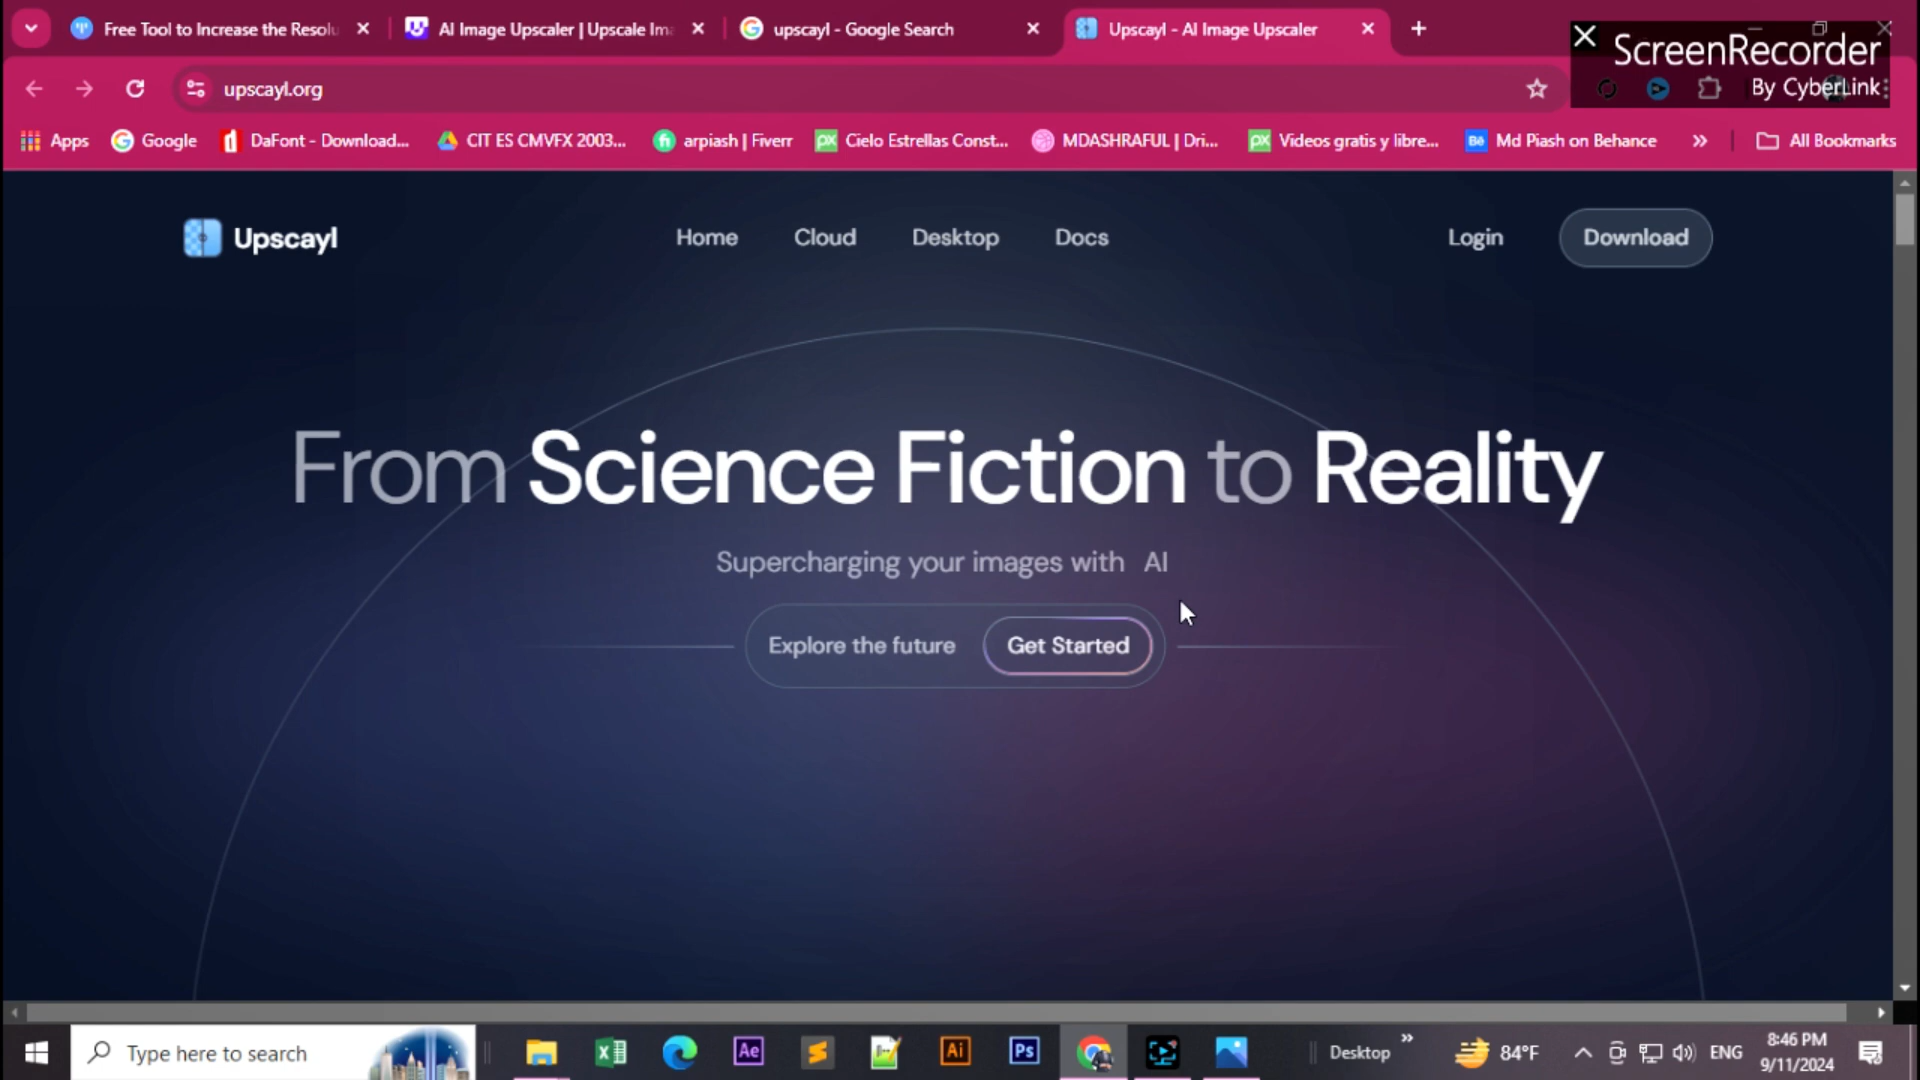 Free Tool to Increase the Resolu
AI Image Upscaler | Upscale Ima
upscayl - Google Search
Upscayl - AI Image Upscaler
ScreenRecorder
By CyberLink
upscayl.org
Apps
Google
DaFont - Download...
CIT ES CMVFX 2003...
arpiash | Fiverr
Cielo Estrellas Const...
MDASHRAFUL | Dri...
Videos gratis y libre...
Md Piash on Behance
All Bookmarks
Upscayl
Home
Cloud
Desktop
Docs
Login
Download
From Science Fiction to Reality
Supercharging your images with AI
Explore the future
Get Started
Type here to search
Ae
Ai
Ps
Desktop
84°F
ENG
8:46 PM
9/11/2024